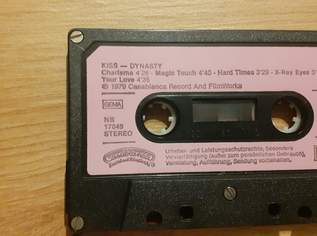 KISS — DYNASTY
Charisma 4'26 - Magic Touch 4'40 - Hard Times 3'29 - X-Ray Eyes 3'
Your Love 4'36
℗ 1979 Casablanca Record And FilmWorks
GEMA
NB
17049
STEREO
Casablanca
Urheber- und Leistungsschutzrechte, besonders
Vervielfältigung (außer zum persönlichen Gebrauch),
Vermietung, Aufführung, Sendung vorbehalten.